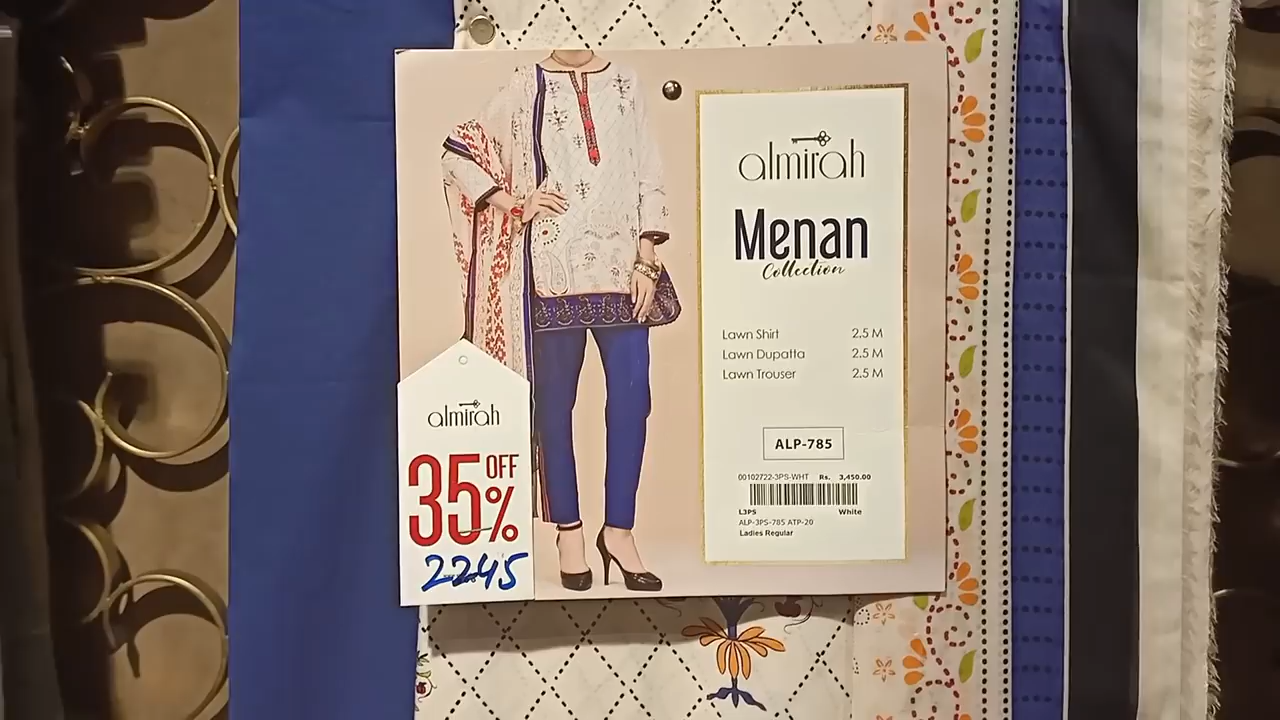 almirah
Menan
Collection
Lawn Shirt 2.5 M
Lawn Dupatta 2.5 M
Lawn Trouser 2.5 M
ALP-785
00102722-3PS-WHT Rs. 3,450.00
L3PS White
ALP-3PS-785 ATP-20
Ladies Regular
almirah
35% OFF
2245